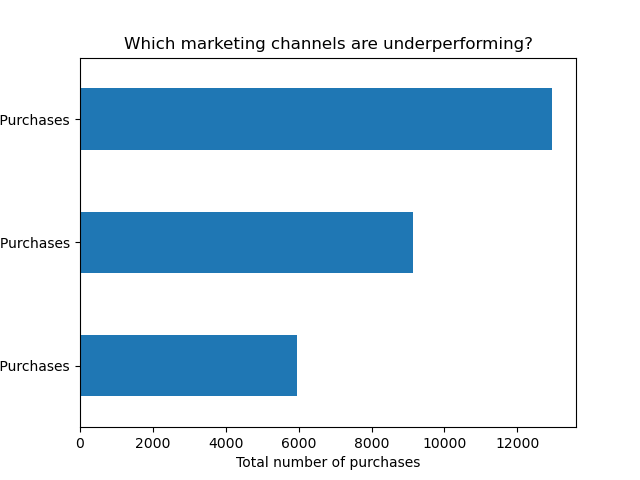 Which marketing channels are underperforming?
Purchases
Purchases
Purchases
0 2000 4000 6000 8000 10000 12000
Total number of purchases